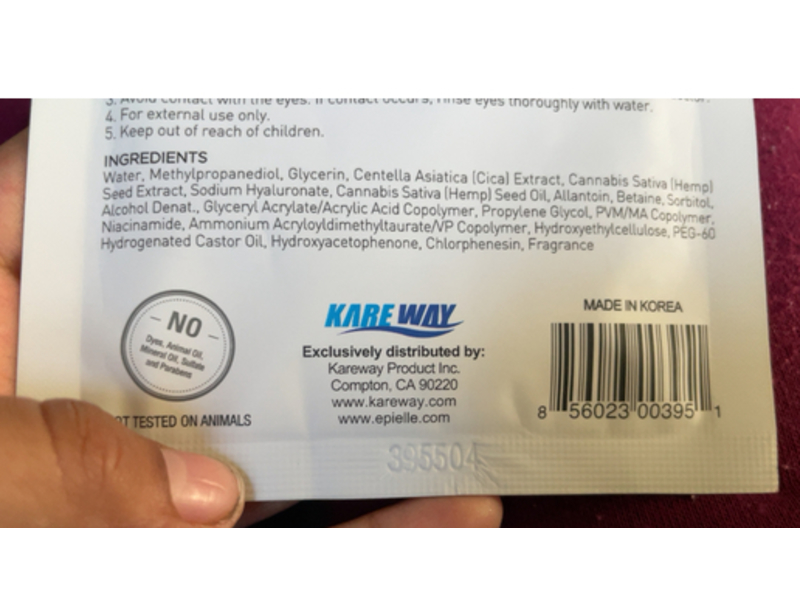 3. Avoid contact with the eyes. If contact occurs, rinse eyes thoroughly with water.
4. For external use only.
5. Keep out of reach of children.
INGREDIENTS
Water, Methylpropanediol, Glycerin, Centella Asiatica (Cica) Extract, Cannabis Sativa (Hemp)
Seed Extract, Sodium Hyaluronate, Cannabis Sativa (Hemp) Seed Oil, Allantoin, Betaine, Sorbitol,
Alcohol Denat., Glyceryl Acrylate/Acrylic Acid Copolymer, Propylene Glycol, PVM/MA Copolymer,
Niacinamide, Ammonium Acryloyldimethyltaurate/VP Copolymer, Hydroxyethylcellulose, PEG-60
Hydrogenated Castor Oil, Hydroxyacetophenone, Chlorphenesin, Fragrance
NO
Dyes, Animal Oil,
Mineral Oil, Sulfate
and Parabens
OT TESTED ON ANIMALS
KARE WAY
Exclusively distributed by:
Kareway Product Inc.
Compton, CA 90220
www.kareway.com
www.epielle.com
MADE IN KOREA
8 56023 00395 1
395504